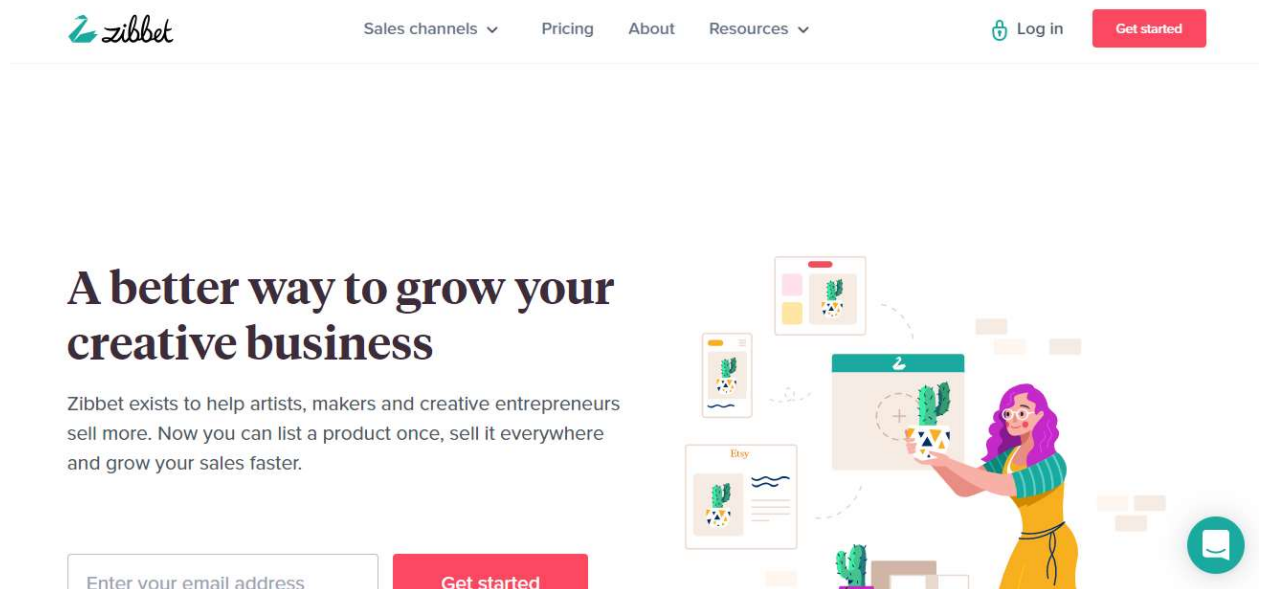 zibbet
Sales channels
Pricing
About
Resources
Log in
Get started
A better way to grow your
creative business
Zibbet exists to help artists, makers and creative entrepreneurs
sell more. Now you can list a product once, sell it everywhere
and grow your sales faster.
Etsy
Enter your email address
Get started